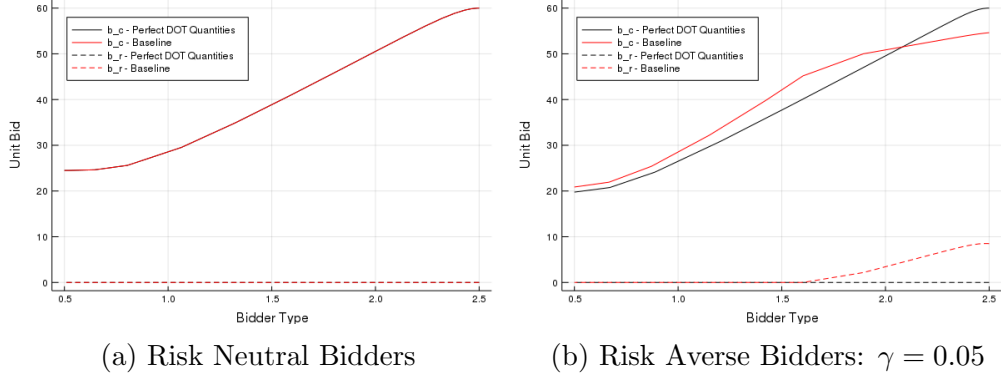 60
50
40
30
20
10
0
Unit Bid
b_c - Perfect DOT Quantities
b_c - Baseline
b_r - Perfect DOT Quantities
b_r - Baseline
0.5 1.0 1.5 2.0 2.5
Bidder Type
(a) Risk Neutral Bidders
60
50
40
30
20
10
0
Unit Bid
b_c - Perfect DOT Quantities
b_c - Baseline
b_r - Perfect DOT Quantities
b_r - Baseline
0.5 1.0 1.5 2.0 2.5
Bidder Type
(b) Risk Averse Bidders: γ = 0.05